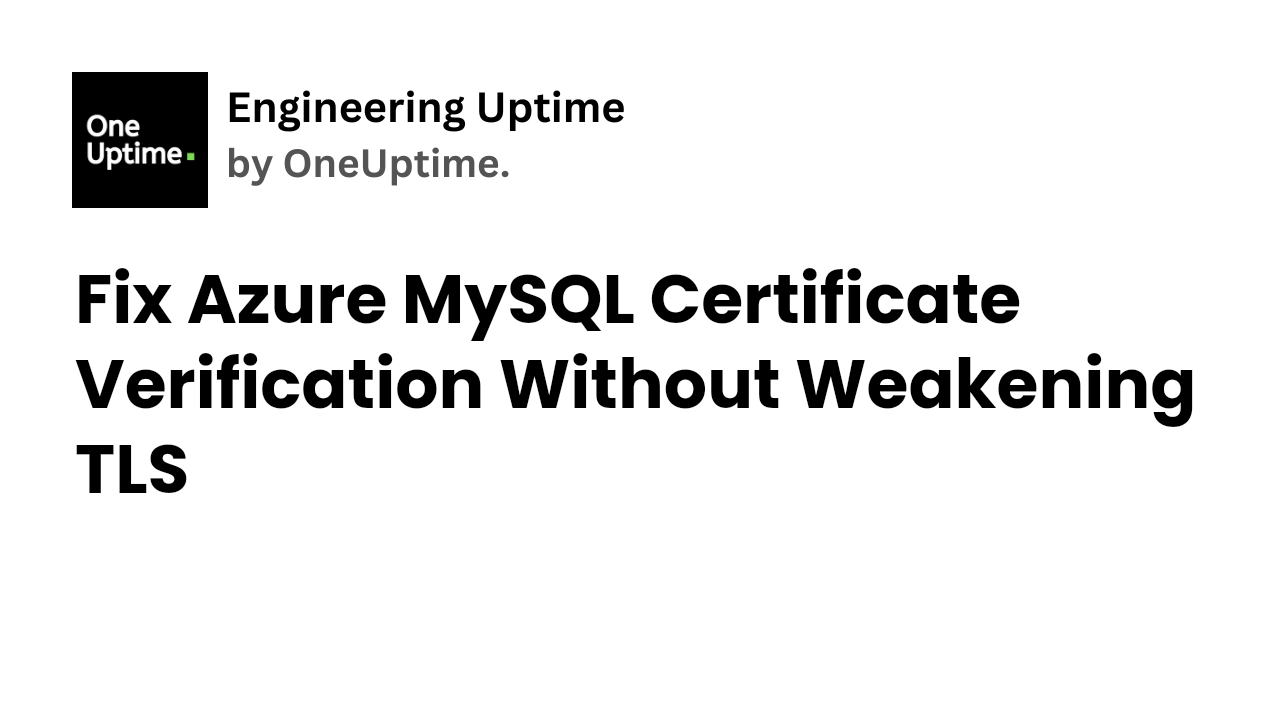 One
Uptime
Engineering Uptime
by OneUptime.
Fix Azure MySQL Certificate
Verification Without Weakening
TLS